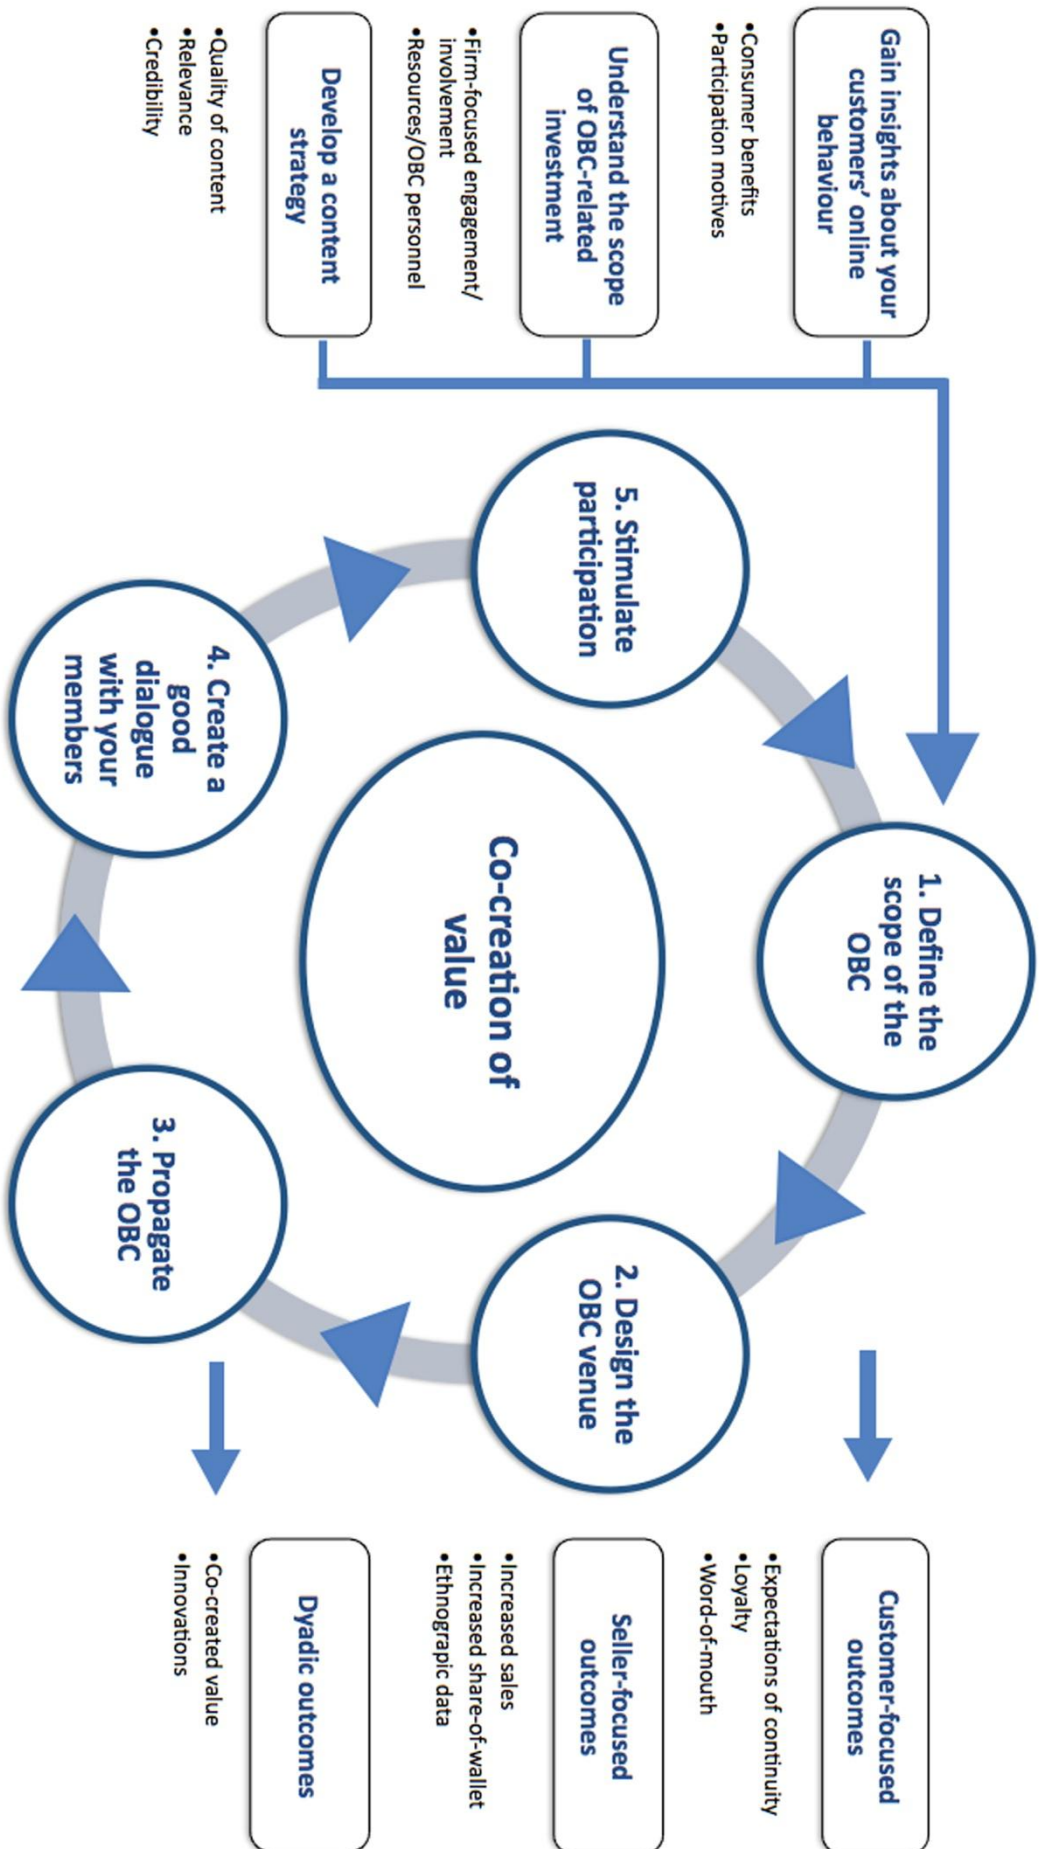 Gain insights about your
customers’ online
behaviour
•Consumer benefits
•Participation motives
Understand the scope
of OBC-related
investment
•Firm-focused engagement/
involvement
•Resources/OBC personnel
Develop a content
strategy
•Quality of content
•Relevance
•Credibility
1. Define the
scope of the
OBC
2. Design the
OBC venue
3. Propagate
the OBC
4. Create a
good
dialogue
with your
members
5. Stimulate
participation
Co-creation of
value
Customer-focused
outcomes
•Expectations of continuity
•Loyalty
•Word-of-mouth
Seller-focused
outcomes
•Increased sales
•Increased share-of-wallet
•Ethnograpic data
Dyadic outcomes
•Co-created value
•Innovations